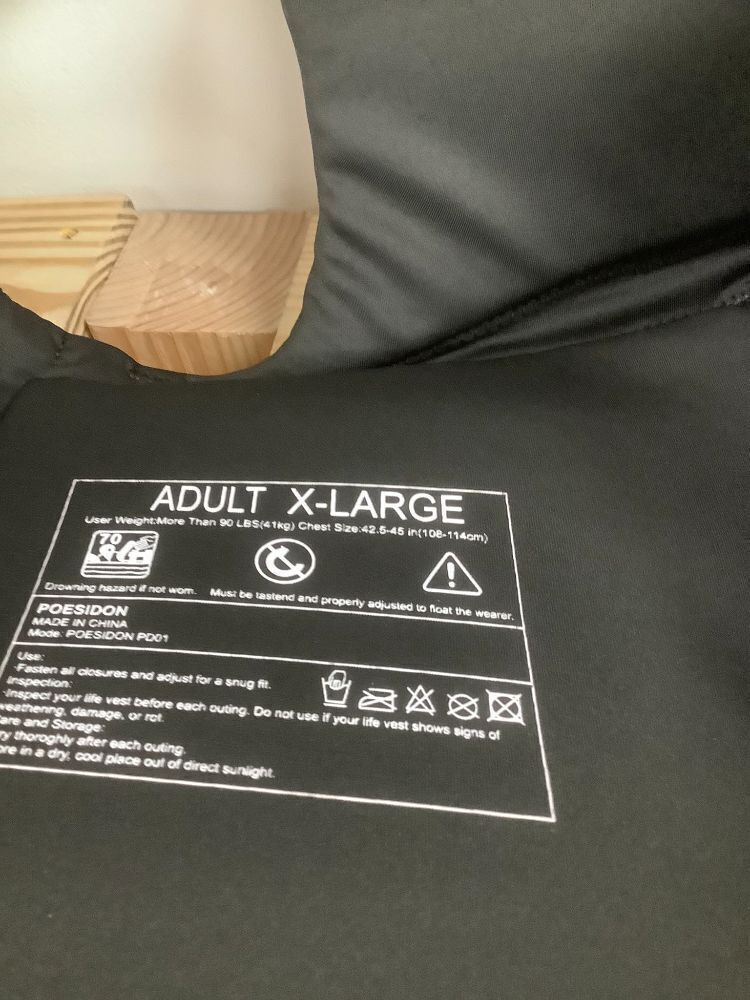 ADULT X-LARGE
User Weight:More Than 90 LBS(41kg) Chest Size:42.5-45 in(108-114cm)
70
Drowning hazard if not worn. Must be tastend and properly adjusted to float the wearer.
POESIDON
MADE IN CHINA
Mode: POESIDON PD01
Use:
·Fasten all closures and adjust for a snug fit.
Inspection:
·Inspect your life vest before each outing. Do not use if your life vest shows signs of
weathering, damage, or rot.
are and Storage:
ry thoroghly after each outing.
ore in a dry, cool place out of direct sunlight.